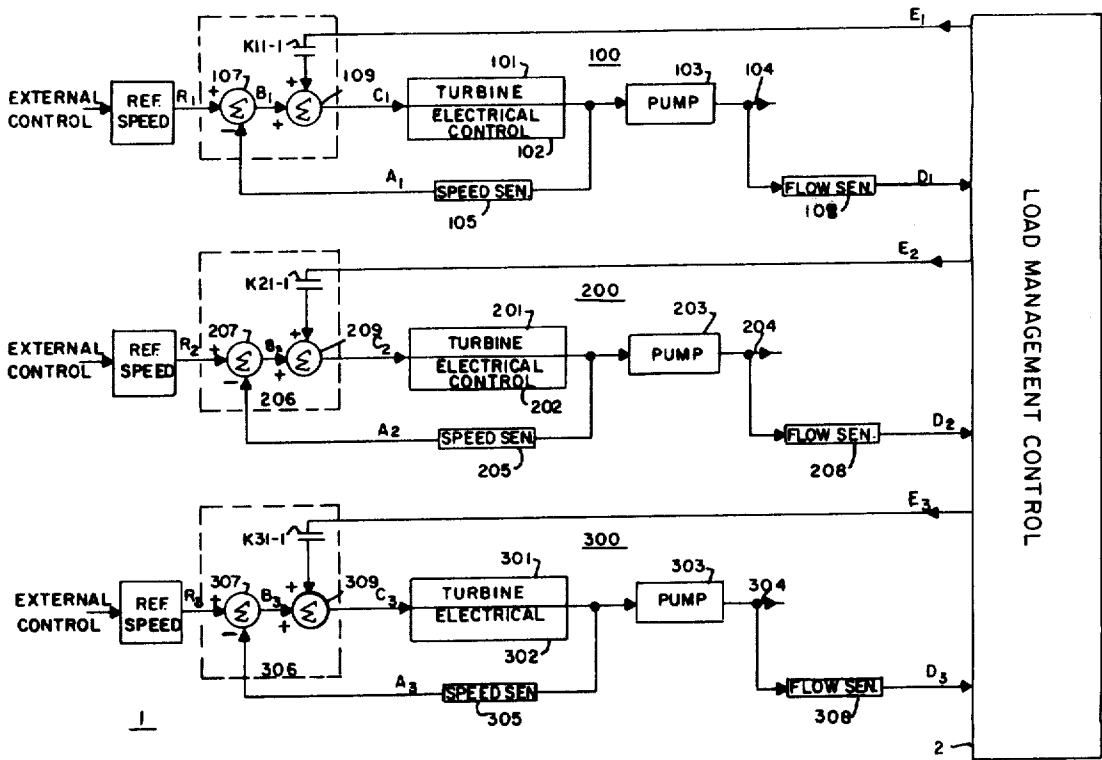 E1
K11-1
101
100
103
104
107
109
EXTERNAL
CONTROL
REF.
SPEED
R1
+
Σ
B1
+
+
Σ
C1
TURBINE
ELECTRICAL
CONTROL
PUMP
−
102
A1
SPEED SEN.
105
FLOW SEN.
108
D1
LOAD MANAGEMENT CONTROL
E2
K21-1
201
200
203
204
207
209
EXTERNAL
CONTROL
REF.
SPEED
R2
+
Σ
B2
+
+
Σ
C2
TURBINE
ELECTRICAL
CONTROL
PUMP
−
206
202
A2
SPEED SEN.
205
FLOW SEN.
208
D2
E3
K31-1
301
300
303
304
307
309
EXTERNAL
CONTROL
REF.
SPEED
R3
+
Σ
B3
+
+
Σ
C3
TURBINE
ELECTRICAL
PUMP
−
306
302
A3
SPEED SEN.
305
FLOW SEN.
308
D3
1
2